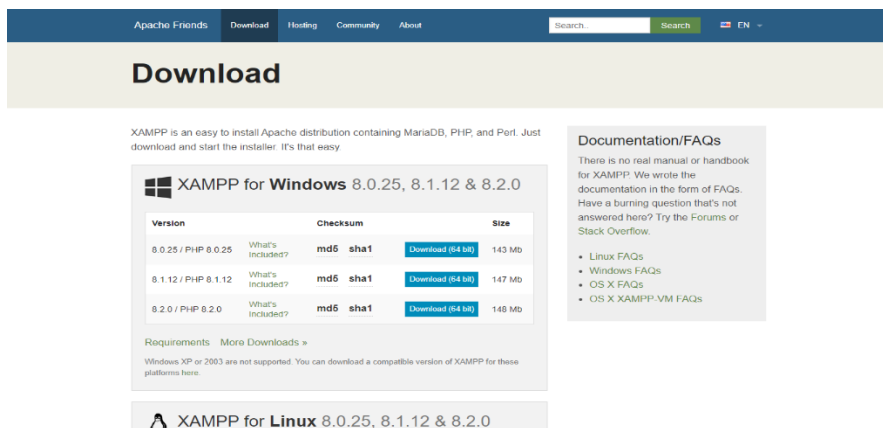 Apache Friends Download Hosting Community About Search... Search EN
Download
XAMPP is an easy to install Apache distribution containing MariaDB, PHP, and Perl. Just
download and start the installer. It's that easy.
XAMPP for Windows 8.0.25, 8.1.12 & 8.2.0
Version Checksum Size
8.0.25 / PHP 8.0.25 What's Included? md5 sha1 Download (64 bit) 143 Mb
8.1.12 / PHP 8.1.12 What's Included? md5 sha1 Download (64 bit) 147 Mb
8.2.0 / PHP 8.2.0 What's Included? md5 sha1 Download (64 bit) 148 Mb
Requirements More Downloads »
Windows XP or 2003 are not supported. You can download a compatible version of XAMPP for these
platforms here.
XAMPP for Linux 8.0.25, 8.1.12 & 8.2.0
Documentation/FAQs
There is no real manual or handbook
for XAMPP. We wrote the
documentation in the form of FAQs.
Have a burning question that's not
answered here? Try the Forums or
Stack Overflow.
• Linux FAQs
• Windows FAQs
• OS X FAQs
• OS X XAMPP-VM FAQs